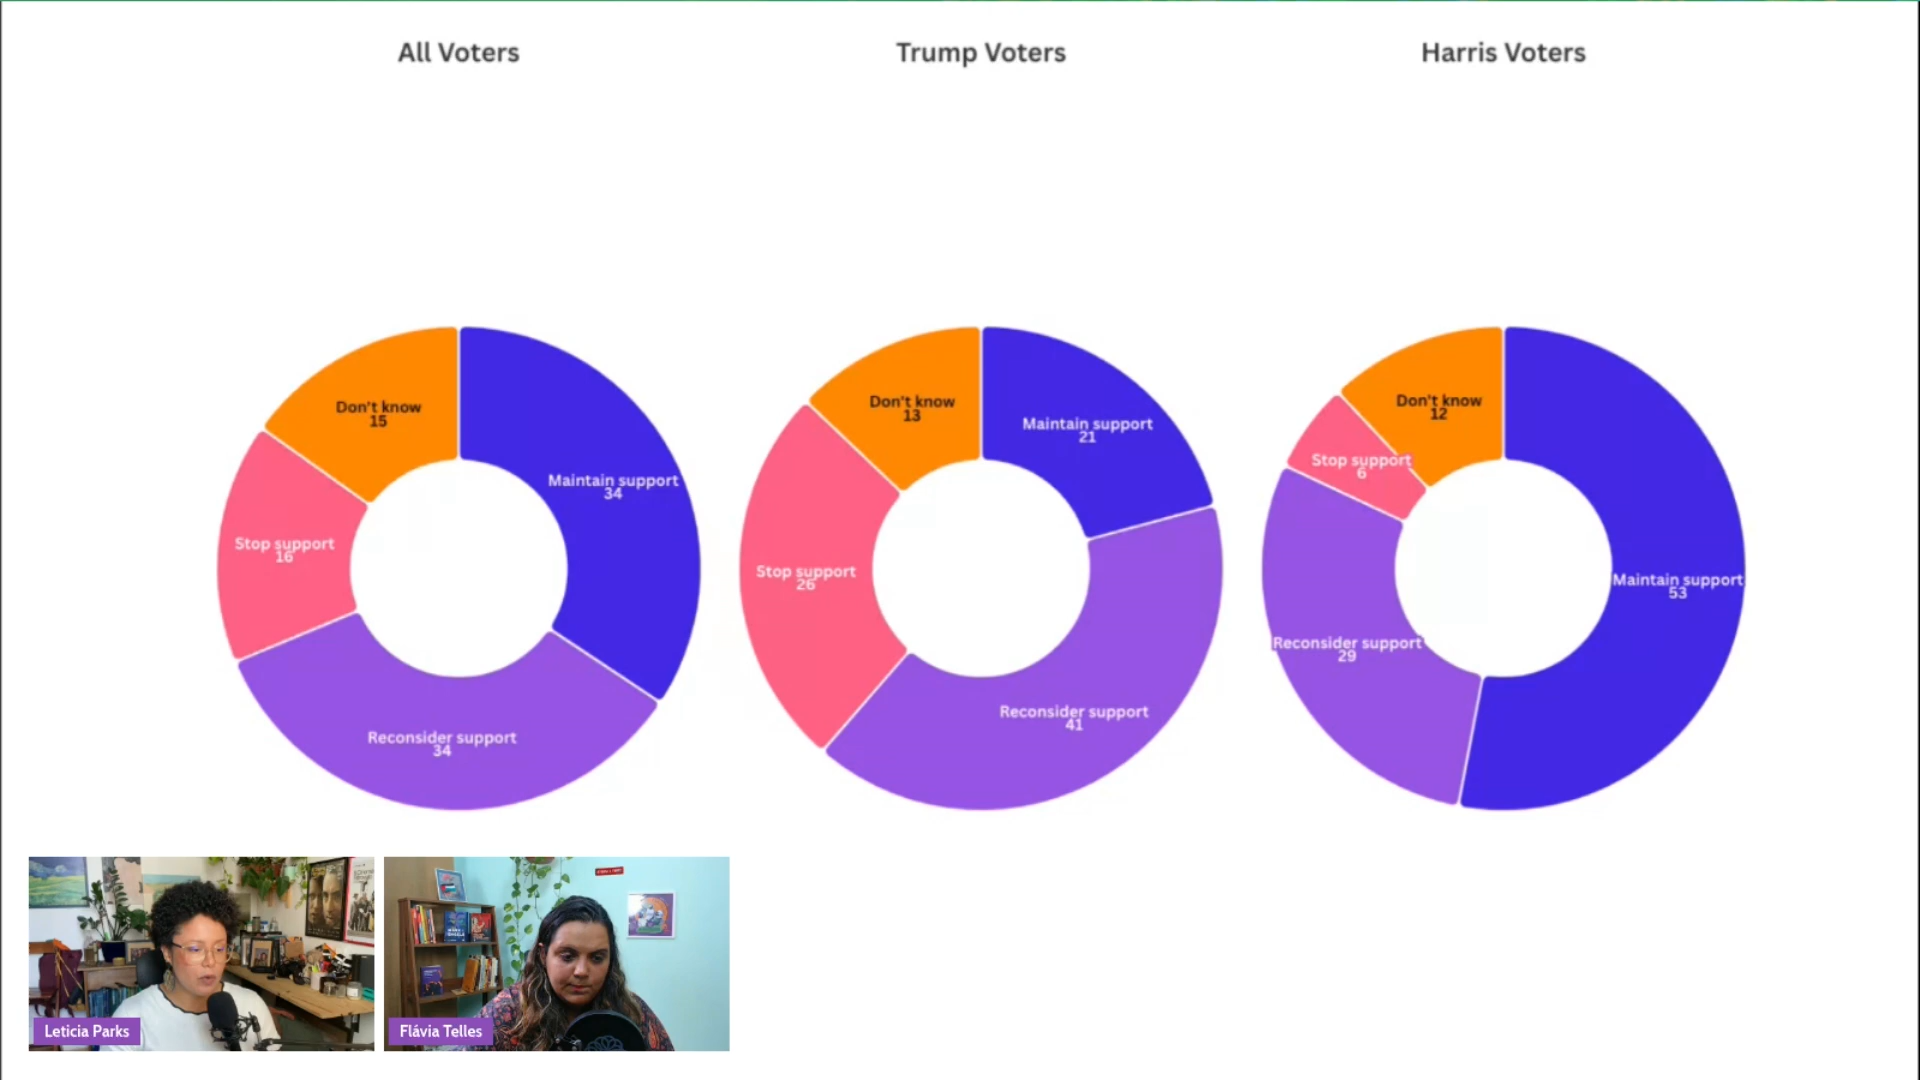 All Voters
Trump Voters
Harris Voters
Don't know
15
Maintain support
34
Stop support
16
Reconsider support
34
Don't know
13
Maintain support
21
Stop support
26
Reconsider support
41
Don't know
12
Stop support
6
Maintain support
53
Reconsider support
29
Leticia Parks
Flávia Telles